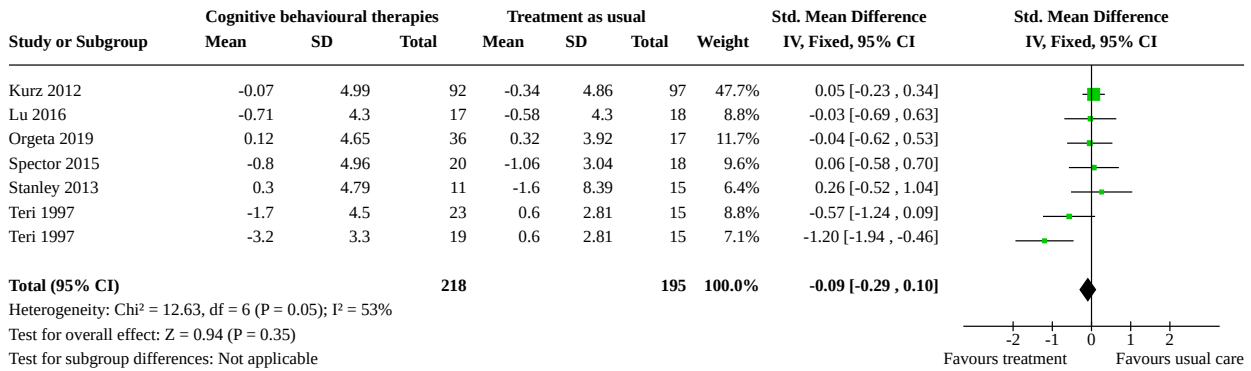 Cognitive behavioural therapies Treatment as usual Std. Mean Difference Std. Mean Difference
Study or Subgroup Mean SD Total Mean SD Total Weight IV, Fixed, 95% CI IV, Fixed, 95% CI
Kurz 2012 -0.07 4.99 92 -0.34 4.86 97 47.7% 0.05 [-0.23 , 0.34]
Lu 2016 -0.71 4.3 17 -0.58 4.3 18 8.8% -0.03 [-0.69 , 0.63]
Orgeta 2019 0.12 4.65 36 0.32 3.92 17 11.7% -0.04 [-0.62 , 0.53]
Spector 2015 -0.8 4.96 20 -1.06 3.04 18 9.6% 0.06 [-0.58 , 0.70]
Stanley 2013 0.3 4.79 11 -1.6 8.39 15 6.4% 0.26 [-0.52 , 1.04]
Teri 1997 -1.7 4.5 23 0.6 2.81 15 8.8% -0.57 [-1.24 , 0.09]
Teri 1997 -3.2 3.3 19 0.6 2.81 15 7.1% -1.20 [-1.94 , -0.46]
Total (95% CI) 218 195 100.0% -0.09 [-0.29 , 0.10]
Heterogeneity: Chi² = 12.63, df = 6 (P = 0.05); I² = 53%
Test for overall effect: Z = 0.94 (P = 0.35)
Test for subgroup differences: Not applicable
-2 -1 0 1 2
Favours treatment Favours usual care